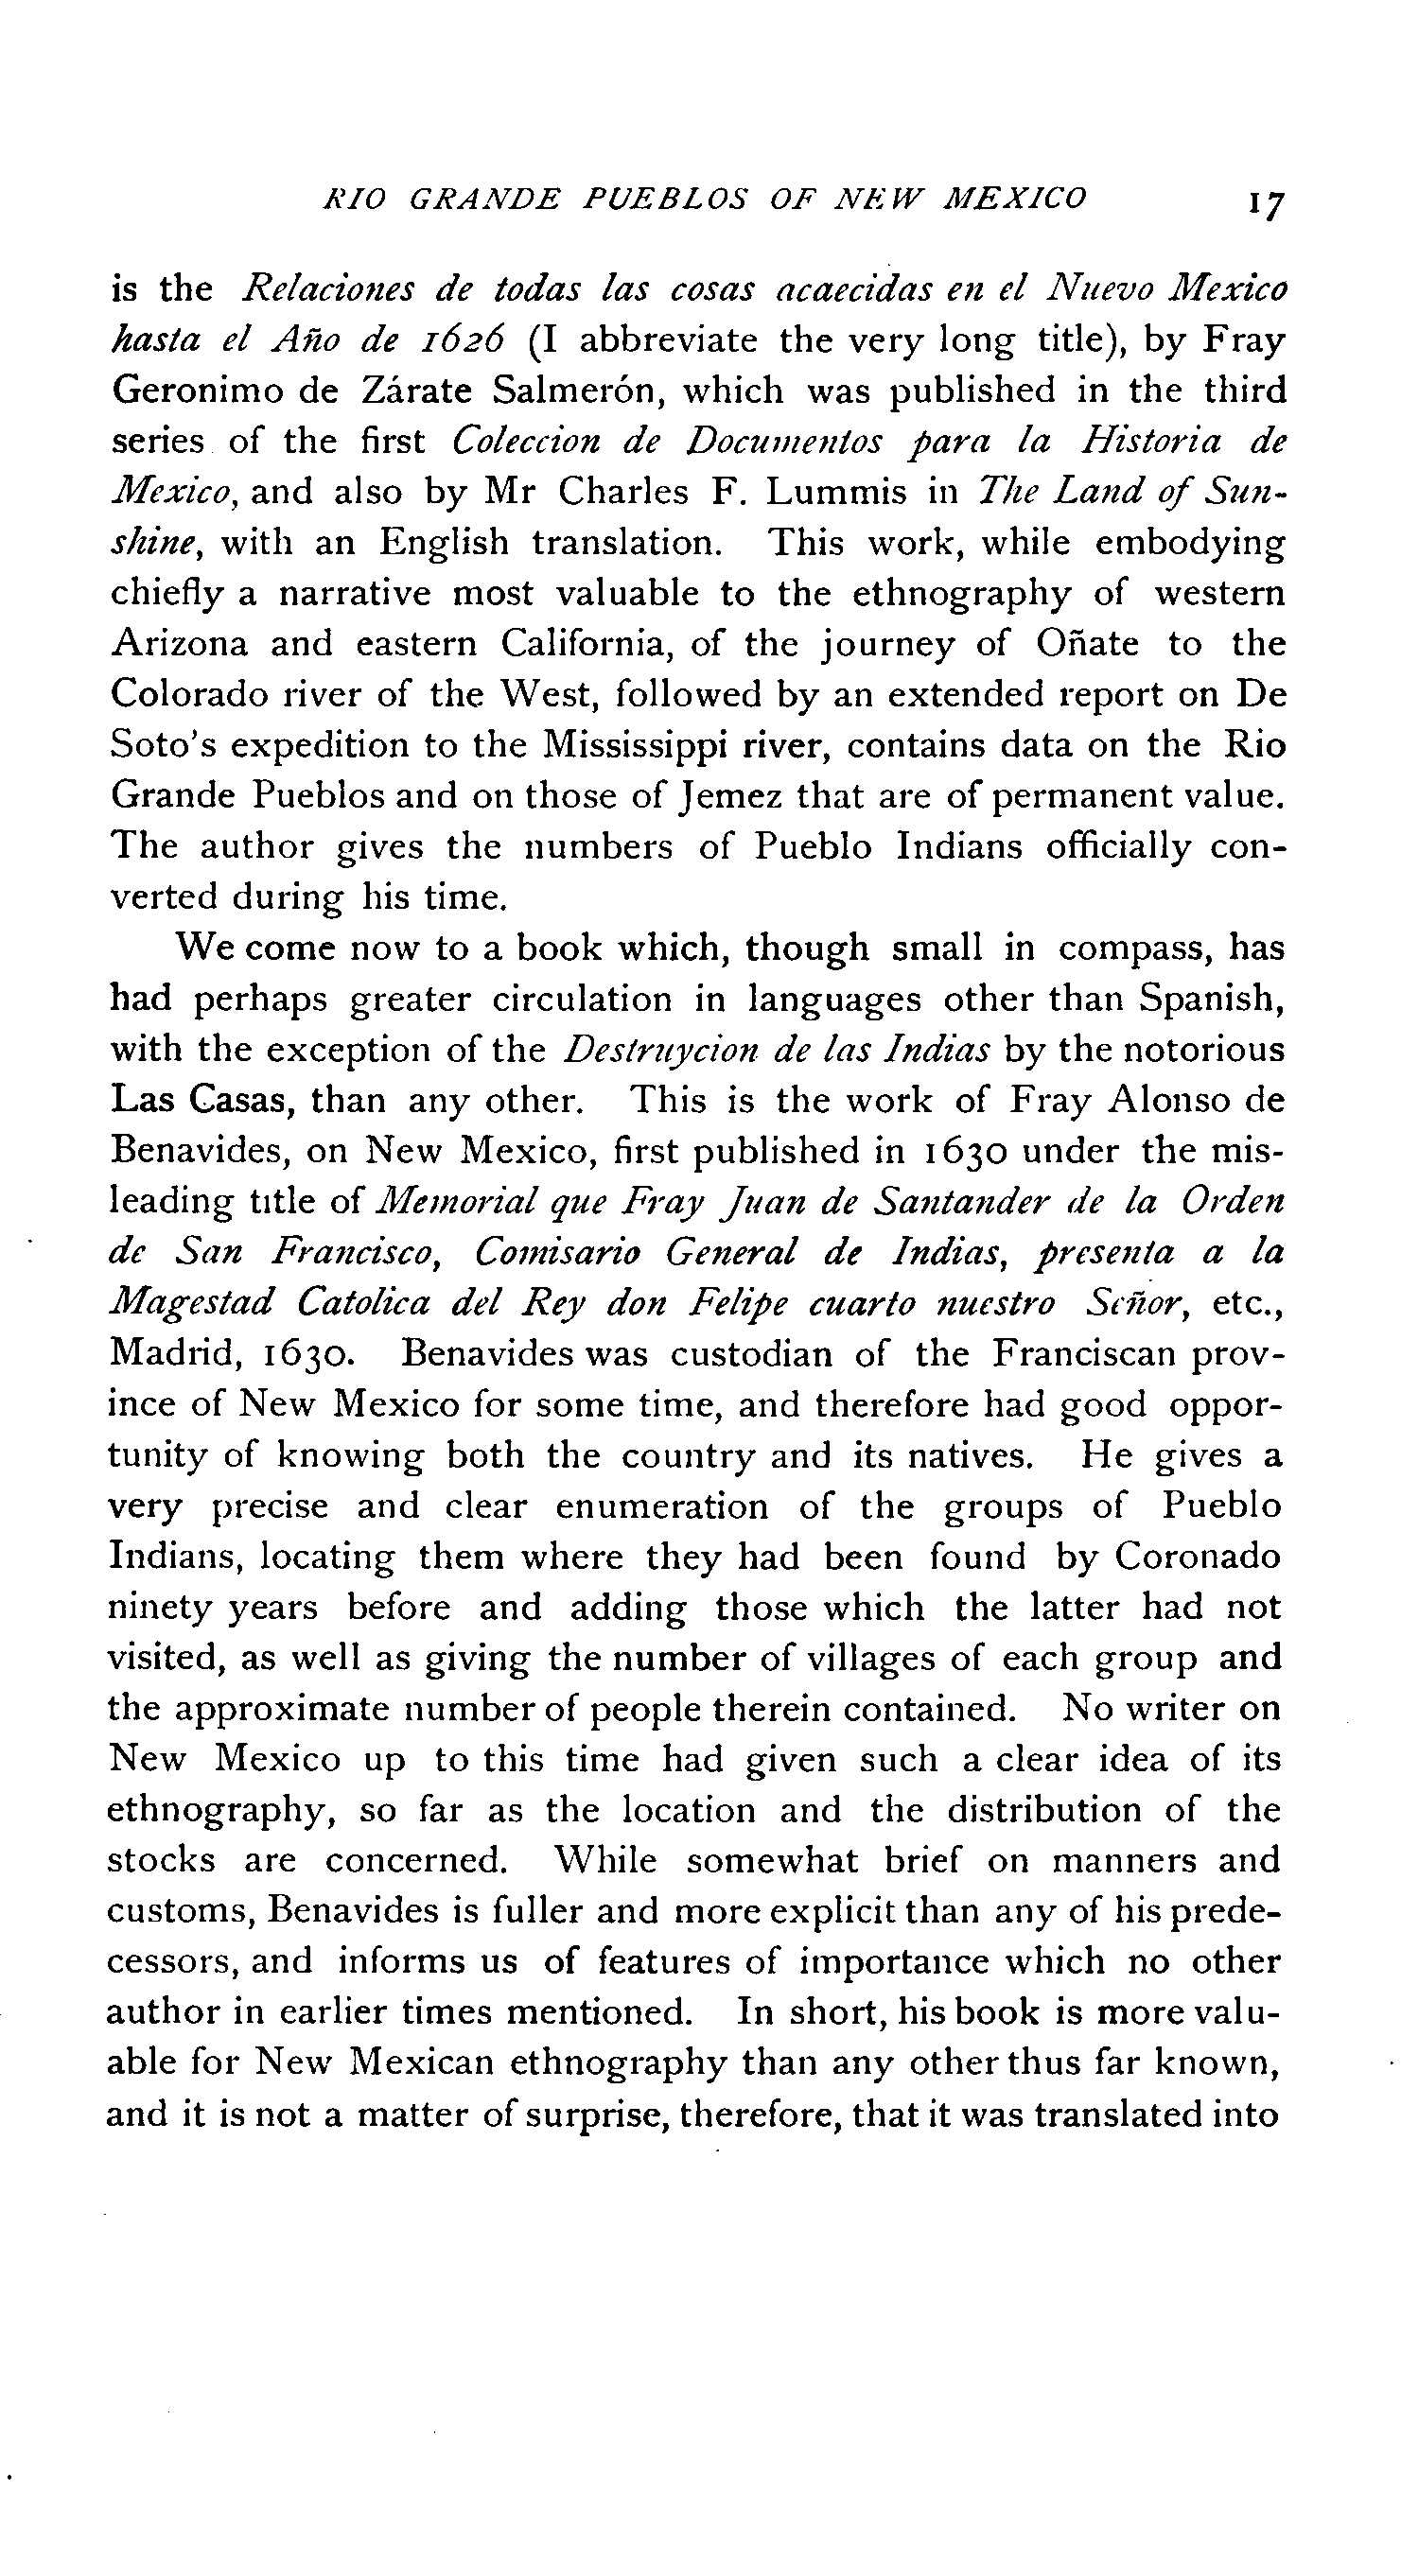 RIO GRANDE PUEBLOS OF NEW MEXICO 17
is the Relaciones de todas las cosas acaecidas en el Nuevo Mexico
hasta el Año de 1626 (I abbreviate the very long title), by Fray
Geronimo de Zárate Salmerón, which was published in the third
series of the first Coleccion de Documentos para la Historia de
Mexico, and also by Mr Charles F. Lummis in The Land of Sun-
shine, with an English translation. This work, while embodying
chiefly a narrative most valuable to the ethnography of western
Arizona and eastern California, of the journey of Oñate to the
Colorado river of the West, followed by an extended report on De
Soto's expedition to the Mississippi river, contains data on the Rio
Grande Pueblos and on those of Jemez that are of permanent value.
The author gives the numbers of Pueblo Indians officially con-
verted during his time.
We come now to a book which, though small in compass, has
had perhaps greater circulation in languages other than Spanish,
with the exception of the Destruycion de las Indias by the notorious
Las Casas, than any other. This is the work of Fray Alonso de
Benavides, on New Mexico, first published in 1630 under the mis-
leading title of Memorial que Fray Juan de Santander de la Orden
de San Francisco, Comisario General de Indias, presenta a la
Magestad Catolica del Rey don Felipe cuarto nuestro Señor, etc.,
Madrid, 1630. Benavides was custodian of the Franciscan prov-
ince of New Mexico for some time, and therefore had good oppor-
tunity of knowing both the country and its natives. He gives a
very precise and clear enumeration of the groups of Pueblo
Indians, locating them where they had been found by Coronado
ninety years before and adding those which the latter had not
visited, as well as giving the number of villages of each group and
the approximate number of people therein contained. No writer on
New Mexico up to this time had given such a clear idea of its
ethnography, so far as the location and the distribution of the
stocks are concerned. While somewhat brief on manners and
customs, Benavides is fuller and more explicit than any of his prede-
cessors, and informs us of features of importance which no other
author in earlier times mentioned. In short, his book is more valu-
able for New Mexican ethnography than any other thus far known,
and it is not a matter of surprise, therefore, that it was translated into